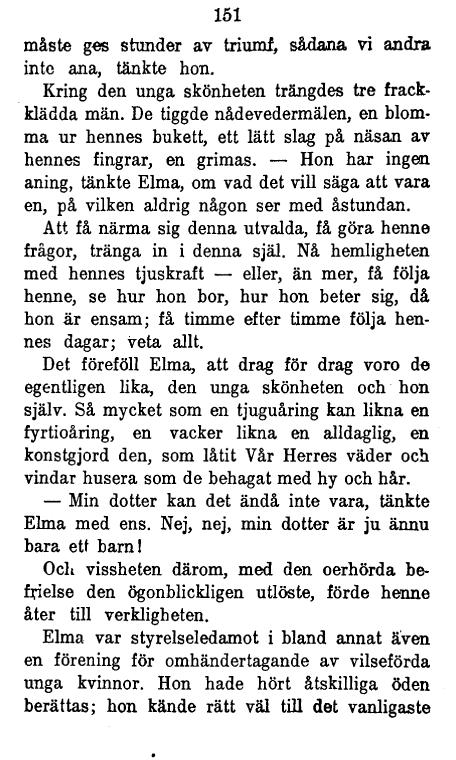 151
måste ges stunder av triumf, sådana vi andra
inte ana, tänkte hon.
Kring den unga skönheten trängdes tre frack-
klädda män. De tiggde nådevedermälen, en blom-
ma ur hennes bukett, ett lätt slag på näsan av
hennes fingrar, en grimas. — Hon har ingen
aning, tänkte Elma, om vad det vill säga att vara
en, på vilken aldrig någon ser med åstundan.
Att få närma sig denna utvalda, få göra henne
frågor, tränga in i denna själ. Nå hemligheten
med hennes tjuskraft — eller, än mer, få följa
henne, se hur hon bor, hur hon beter sig, då
hon är ensam; få timme efter timme följa hen-
nes dagar; veta allt.
Det föreföll Elma, att drag för drag voro de
egentligen lika, den unga skönheten och hon
själv. Så mycket som en tjuguåring kan likna en
fyrtioåring, en vacker likna en alldaglig, en
konstgjord den, som låtit Vår Herres väder och
vindar husera som de behagat med hy och hår.
— Min dotter kan det ändå inte vara, tänkte
Elma med ens. Nej, nej, min dotter är ju ännu
bara ett barn!
Och vissheten därom, med den oerhörda be-
frielse den ögonblickligen utlöste, förde henne
åter till verkligheten.
Elma var styrelseledamot i bland annat även
en förening för omhändertagande av vilseförda
unga kvinnor. Hon hade hört åtskilliga öden
berättas; hon kände rätt väl till det vanligaste